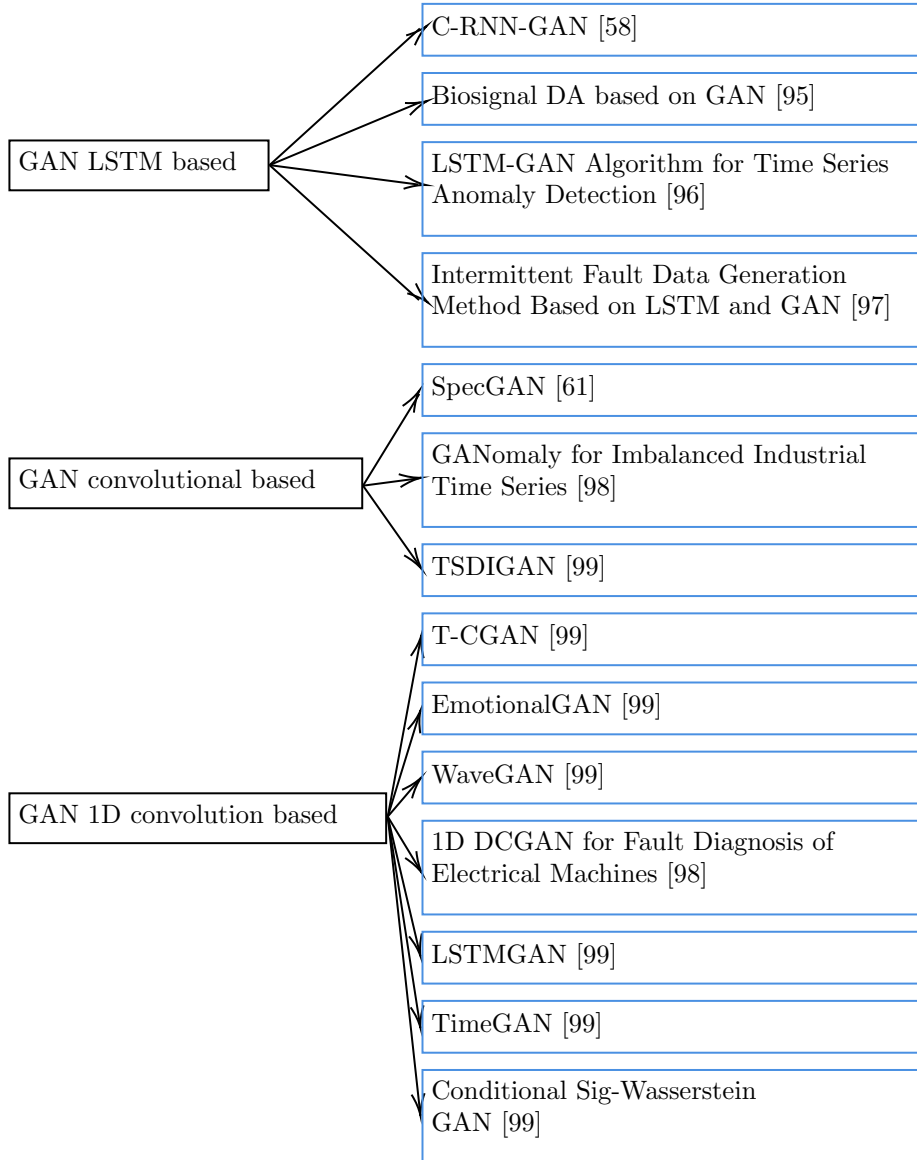 GAN LSTM based
C-RNN-GAN [58]
Biosignal DA based on GAN [95]
LSTM-GAN Algorithm for Time Series
Anomaly Detection [96]
Intermittent Fault Data Generation
Method Based on LSTM and GAN [97]
GAN convolutional based
SpecGAN [61]
GANomaly for Imbalanced Industrial
Time Series [98]
TSDIGAN [99]
GAN 1D convolution based
T-CGAN [99]
EmotionalGAN [99]
WaveGAN [99]
1D DCGAN for Fault Diagnosis of
Electrical Machines [98]
LSTMGAN [99]
TimeGAN [99]
Conditional Sig-Wasserstein
GAN [99]